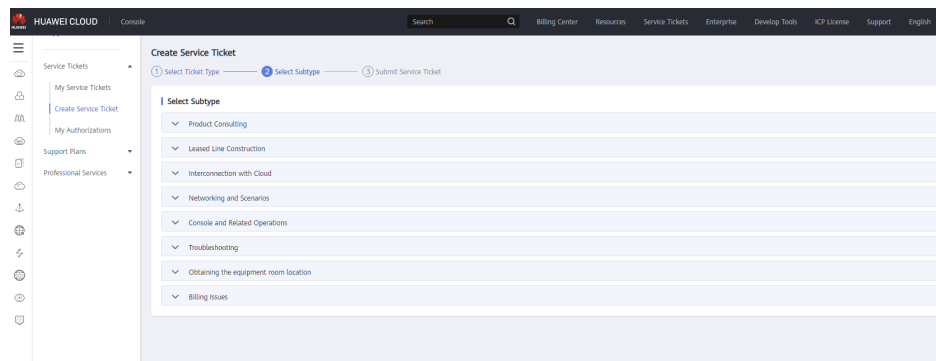 HUAWEI
HUAWEI CLOUD Console Search Billing Center Resources Service Tickets Enterprise Develop Tools ICP License Support English
Service Tickets
My Service Tickets
Create Service Ticket
My Authorizations
Support Plans
Professional Services
Create Service Ticket
1 Select Ticket Type 2 Select Subtype 3 Submit Service Ticket
Select Subtype
Product Consulting
Leased Line Construction
Interconnection with Cloud
Networking and Scenarios
Console and Related Operations
Troubleshooting
Obtaining the equipment room location
Billing Issues